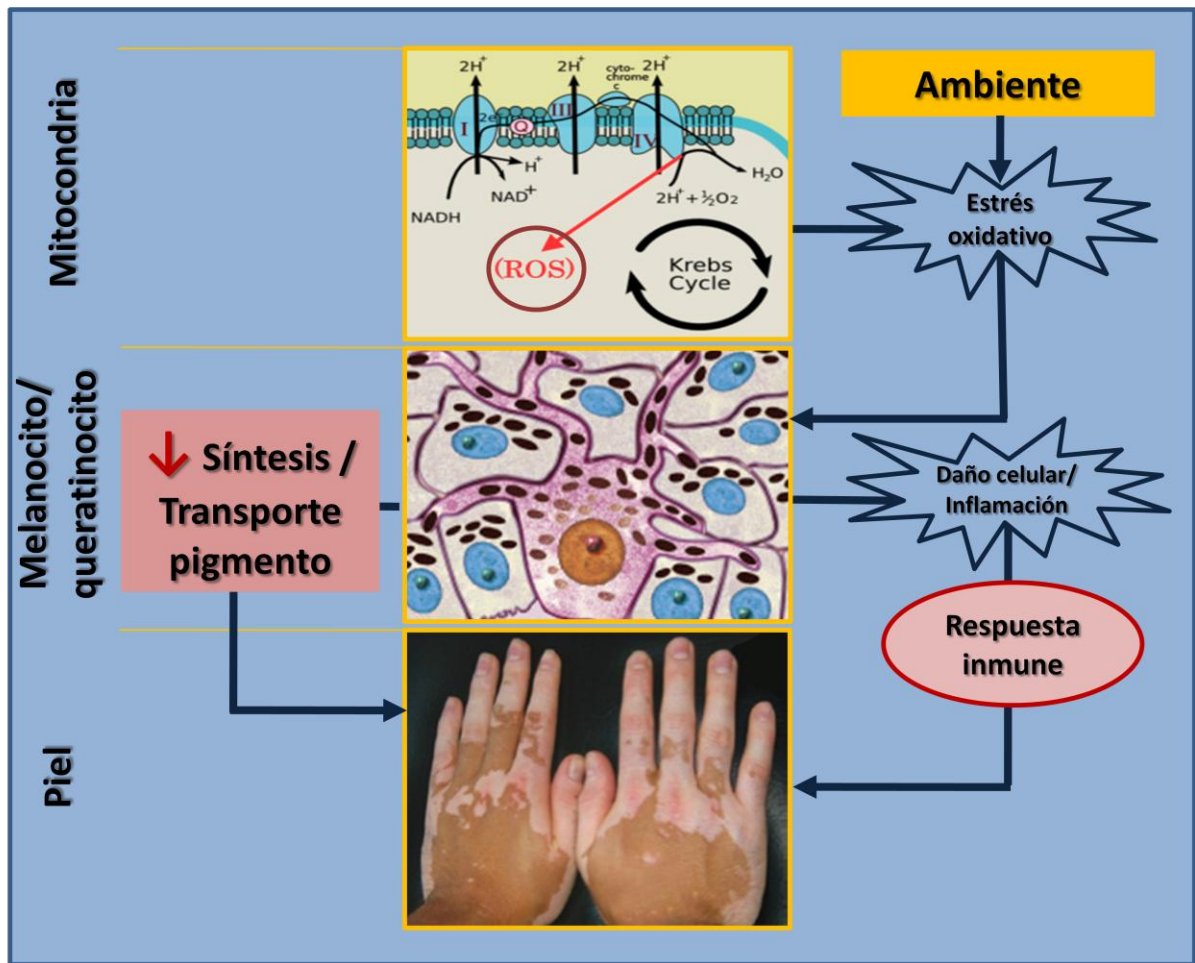 Mitocondria
2H+
2H+
cyto-
chrome
c
2H+
I
2e-
Q
III
IV
H+
NAD+
NADH
H₂O
2H+ + ½O₂
(ROS)
Krebs
Cycle
Ambiente
Estrés
oxidativo
Melanocito/
queratinocito
↓ Síntesis /
Transporte
pigmento
Daño celular/
Inflamación
Respuesta
inmune
Piel